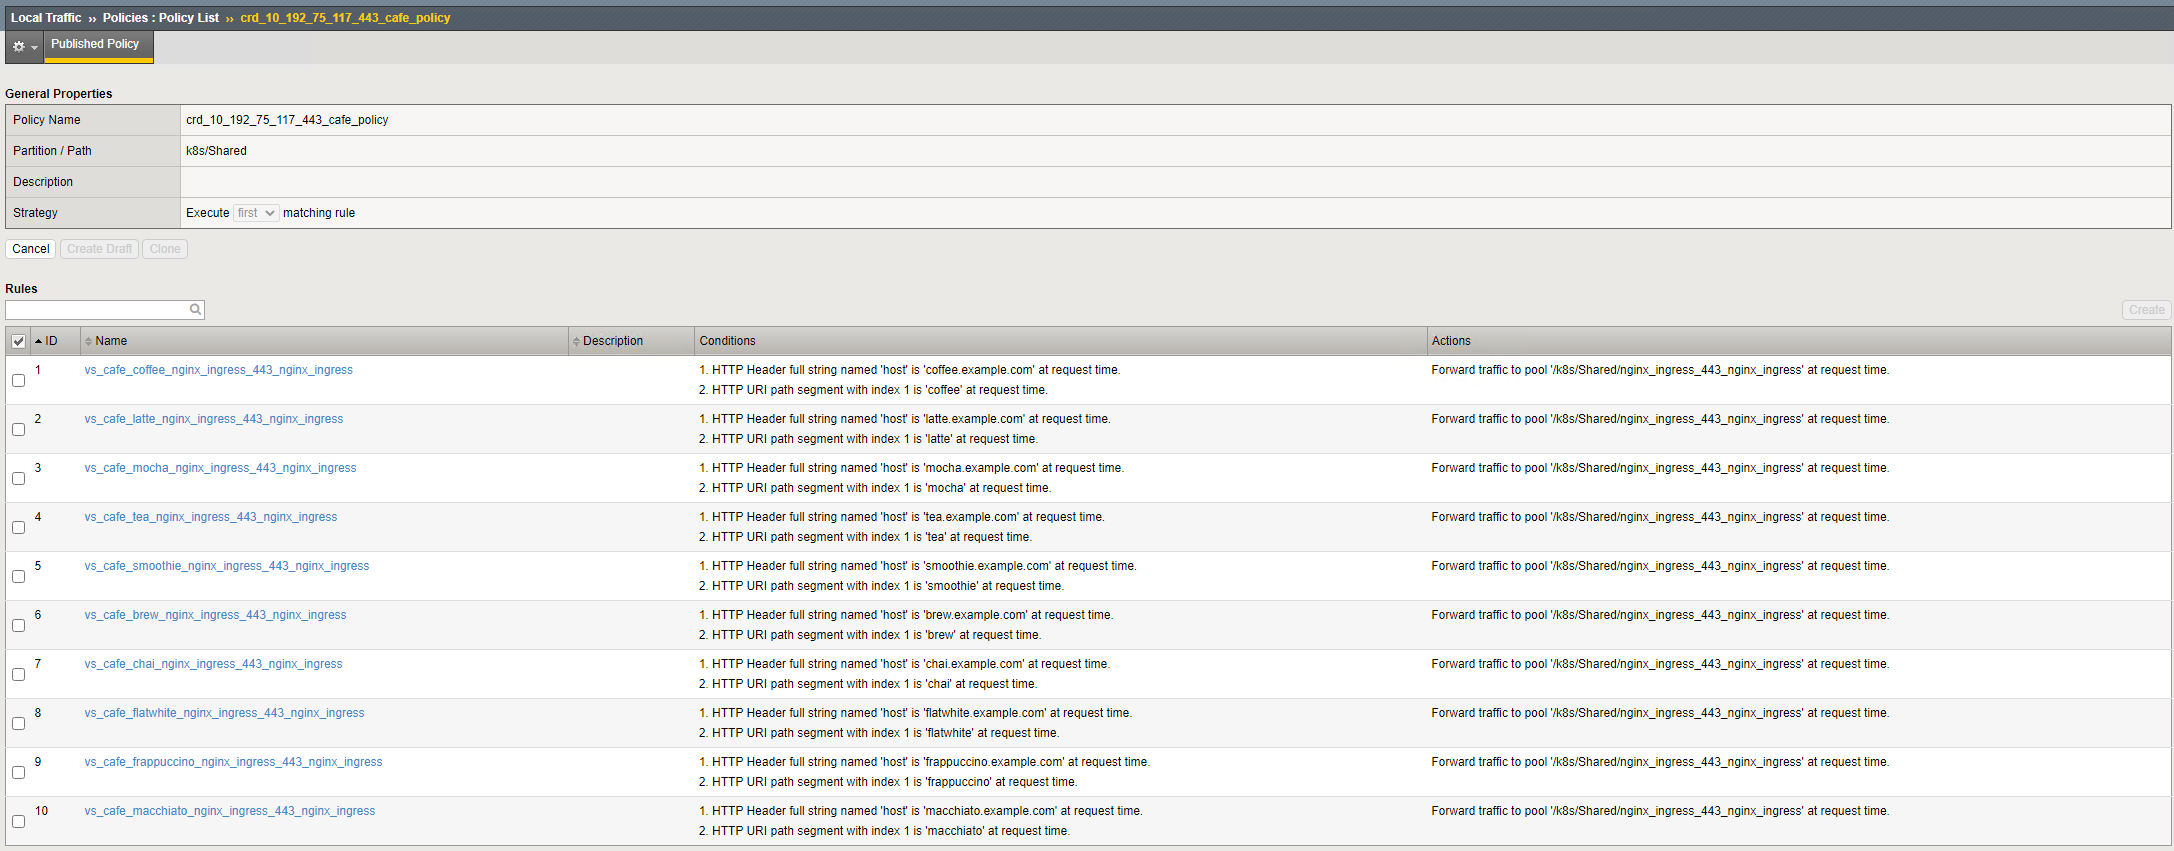 Local Traffic ›› Policies : Policy List ›› crd_10_192_75_117_443_cafe_policy
Published Policy
General Properties
Policy Name crd_10_192_75_117_443_cafe_policy
Partition / Path k8s/Shared
Description
Strategy Execute first matching rule
Cancel Create Draft Clone
Rules
Create
ID Name Description Conditions Actions
1 vs_cafe_coffee_nginx_ingress_443_nginx_ingress 1. HTTP Header full string named 'host' is 'coffee.example.com' at request time. Forward traffic to pool '/k8s/Shared/nginx_ingress_443_nginx_ingress' at request time.
2. HTTP URI path segment with index 1 is 'coffee' at request time.
2 vs_cafe_latte_nginx_ingress_443_nginx_ingress 1. HTTP Header full string named 'host' is 'latte.example.com' at request time. Forward traffic to pool '/k8s/Shared/nginx_ingress_443_nginx_ingress' at request time.
2. HTTP URI path segment with index 1 is 'latte' at request time.
3 vs_cafe_mocha_nginx_ingress_443_nginx_ingress 1. HTTP Header full string named 'host' is 'mocha.example.com' at request time. Forward traffic to pool '/k8s/Shared/nginx_ingress_443_nginx_ingress' at request time.
2. HTTP URI path segment with index 1 is 'mocha' at request time.
4 vs_cafe_tea_nginx_ingress_443_nginx_ingress 1. HTTP Header full string named 'host' is 'tea.example.com' at request time. Forward traffic to pool '/k8s/Shared/nginx_ingress_443_nginx_ingress' at request time.
2. HTTP URI path segment with index 1 is 'tea' at request time.
5 vs_cafe_smoothie_nginx_ingress_443_nginx_ingress 1. HTTP Header full string named 'host' is 'smoothie.example.com' at request time. Forward traffic to pool '/k8s/Shared/nginx_ingress_443_nginx_ingress' at request time.
2. HTTP URI path segment with index 1 is 'smoothie' at request time.
6 vs_cafe_brew_nginx_ingress_443_nginx_ingress 1. HTTP Header full string named 'host' is 'brew.example.com' at request time. Forward traffic to pool '/k8s/Shared/nginx_ingress_443_nginx_ingress' at request time.
2. HTTP URI path segment with index 1 is 'brew' at request time.
7 vs_cafe_chai_nginx_ingress_443_nginx_ingress 1. HTTP Header full string named 'host' is 'chai.example.com' at request time. Forward traffic to pool '/k8s/Shared/nginx_ingress_443_nginx_ingress' at request time.
2. HTTP URI path segment with index 1 is 'chai' at request time.
8 vs_cafe_flatwhite_nginx_ingress_443_nginx_ingress 1. HTTP Header full string named 'host' is 'flatwhite.example.com' at request time. Forward traffic to pool '/k8s/Shared/nginx_ingress_443_nginx_ingress' at request time.
2. HTTP URI path segment with index 1 is 'flatwhite' at request time.
9 vs_cafe_frappuccino_nginx_ingress_443_nginx_ingress 1. HTTP Header full string named 'host' is 'frappuccino.example.com' at request time. Forward traffic to pool '/k8s/Shared/nginx_ingress_443_nginx_ingress' at request time.
2. HTTP URI path segment with index 1 is 'frappuccino' at request time.
10 vs_cafe_macchiato_nginx_ingress_443_nginx_ingress 1. HTTP Header full string named 'host' is 'macchiato.example.com' at request time. Forward traffic to pool '/k8s/Shared/nginx_ingress_443_nginx_ingress' at request time.
2. HTTP URI path segment with index 1 is 'macchiato' at request time.